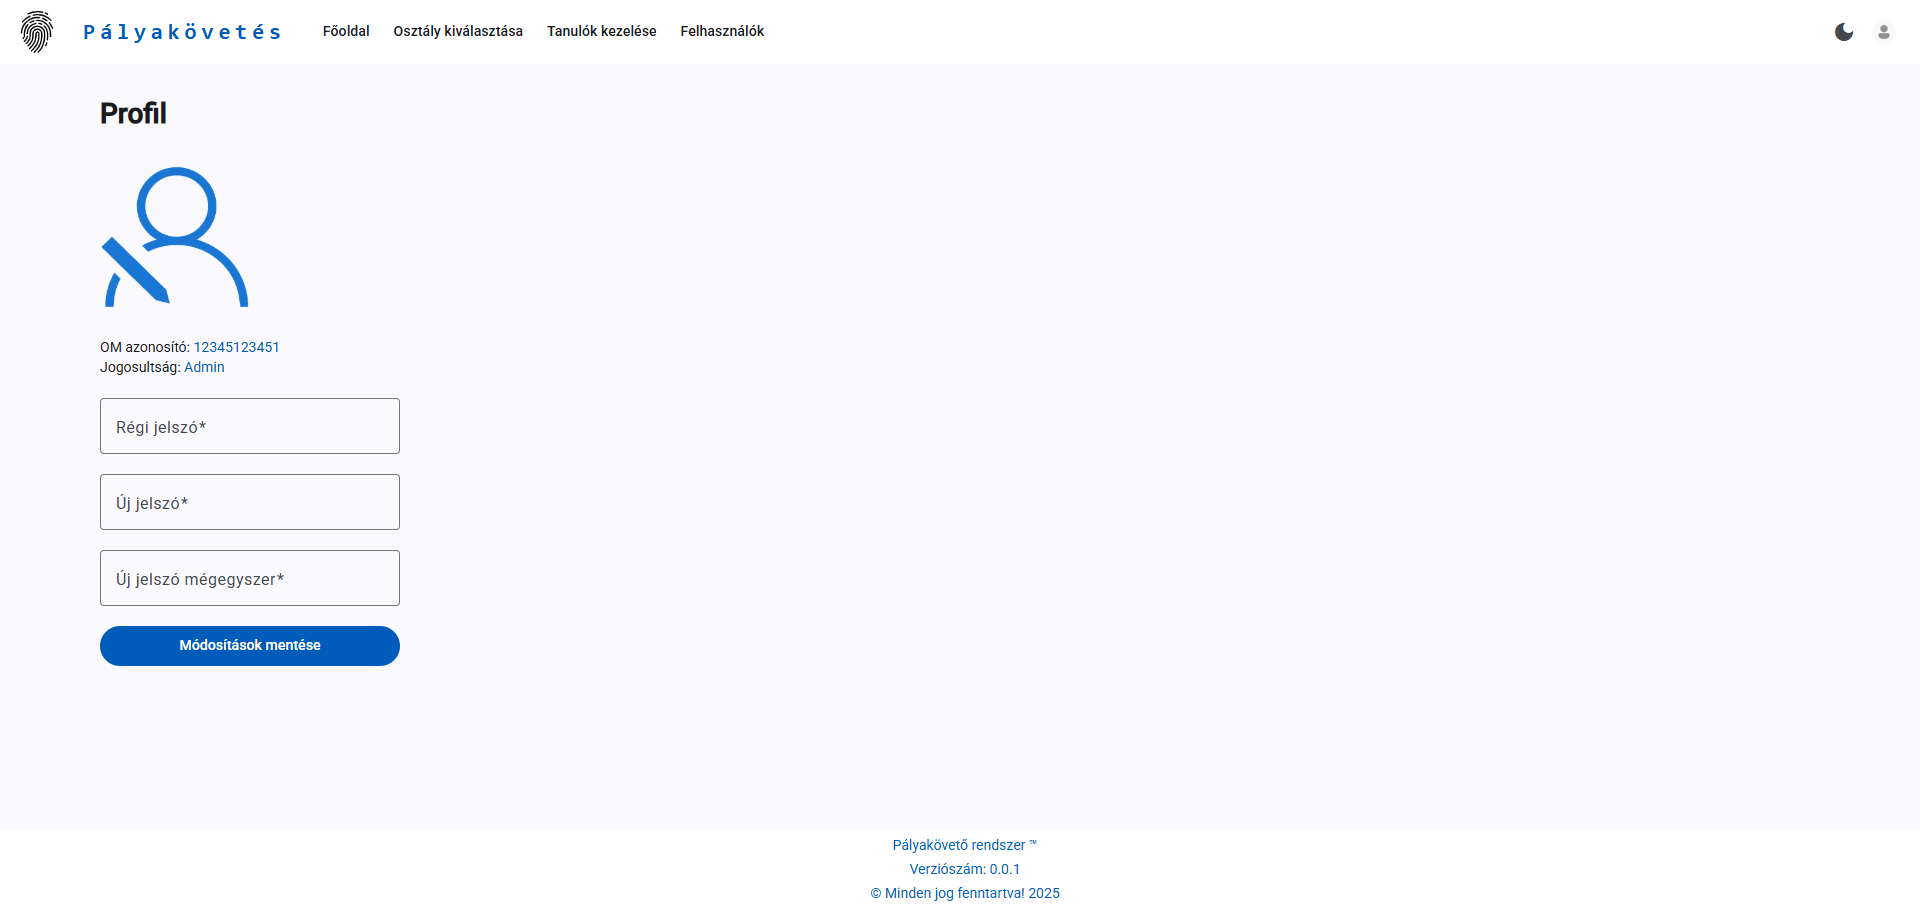 Pályakövetés
Főoldal
Osztály kiválasztása
Tanulók kezelése
Felhasználók
Profil
OM azonosító: 12345123451
Jogosultság: Admin
Régi jelszó*
Új jelszó*
Új jelszó mégegyszer*
Módosítások mentése
Pályakövető rendszer ™
Verziószám: 0.0.1
© Minden jog fenntartva! 2025